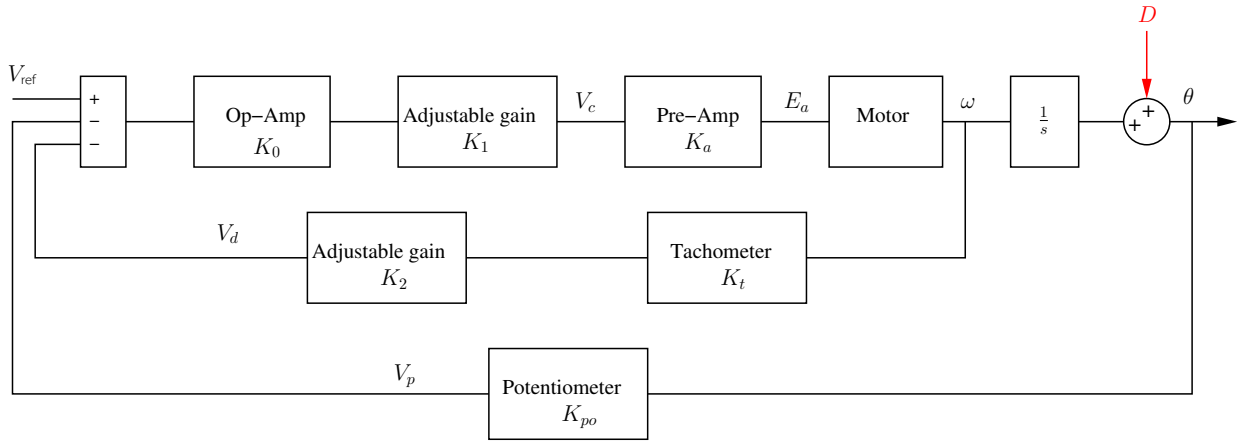 D
V_ref
+
−
−
Op−Amp
K_0
Adjustable gain
K_1
V_c
Pre−Amp
K_a
E_a
Motor
ω
1/s
+
+
θ
V_d
Adjustable gain
K_2
Tachometer
K_t
V_p
Potentiometer
K_po